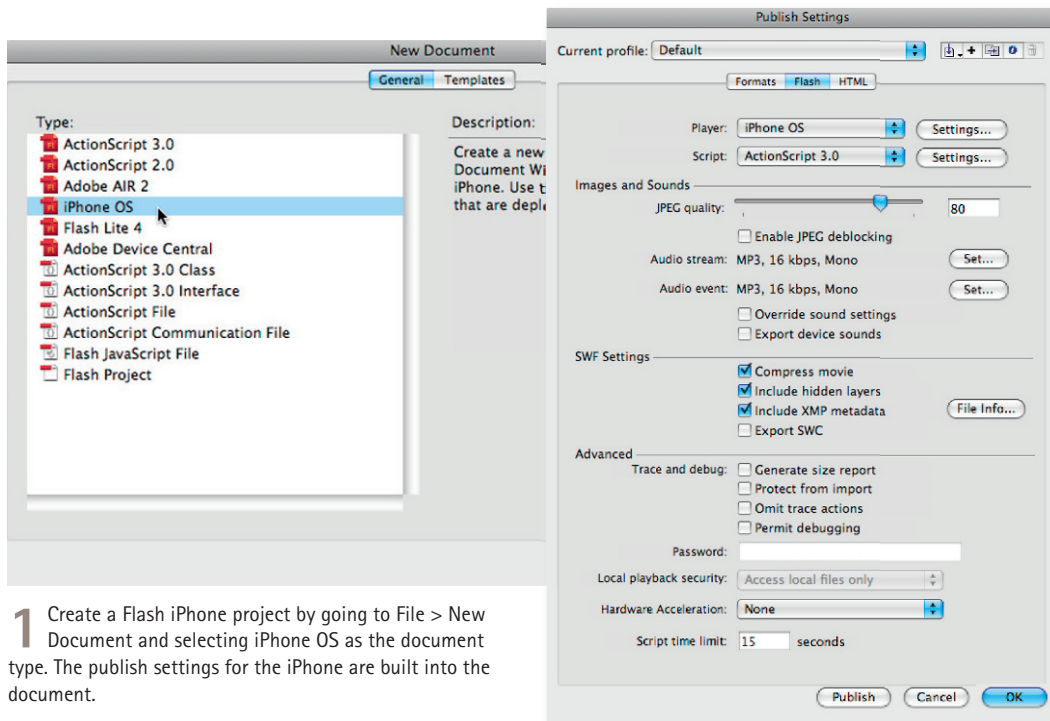 New Document
General Templates
Type:
ActionScript 3.0
ActionScript 2.0
Adobe AIR 2
iPhone OS
Flash Lite 4
Adobe Device Central
ActionScript 3.0 Class
ActionScript 3.0 Interface
ActionScript File
ActionScript Communication File
Flash JavaScript File
Flash Project
Description:
Create a new
Document Wi
iPhone. Use t
that are deple
1 Create a Flash iPhone project by going to File > New
Document and selecting iPhone OS as the document
type. The publish settings for the iPhone are built into the
document.
Publish Settings
Current profile: Default
Formats Flash HTML
Player: iPhone OS Settings...
Script: ActionScript 3.0 Settings...
Images and Sounds
JPEG quality: 80
Enable JPEG deblocking
Audio stream: MP3, 16 kbps, Mono Set...
Audio event: MP3, 16 kbps, Mono Set...
Override sound settings
Export device sounds
SWF Settings
Compress movie
Include hidden layers
Include XMP metadata File Info...
Export SWC
Advanced
Trace and debug: Generate size report
Protect from import
Omit trace actions
Permit debugging
Password:
Local playback security: Access local files only
Hardware Acceleration: None
Script time limit: 15 seconds
Publish Cancel OK